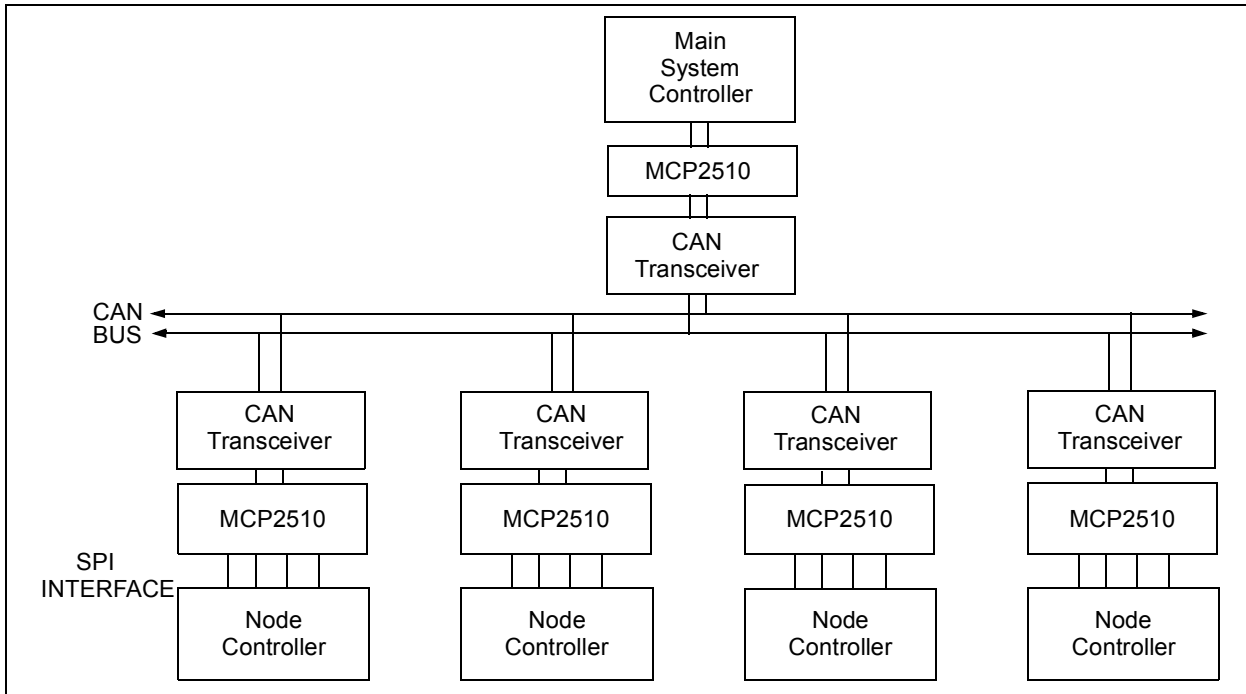 Main
System
Controller
MCP2510
CAN
Transceiver
CAN
BUS
CAN
Transceiver
CAN
Transceiver
CAN
Transceiver
CAN
Transceiver
MCP2510
MCP2510
MCP2510
MCP2510
SPI
INTERFACE
Node
Controller
Node
Controller
Node
Controller
Node
Controller